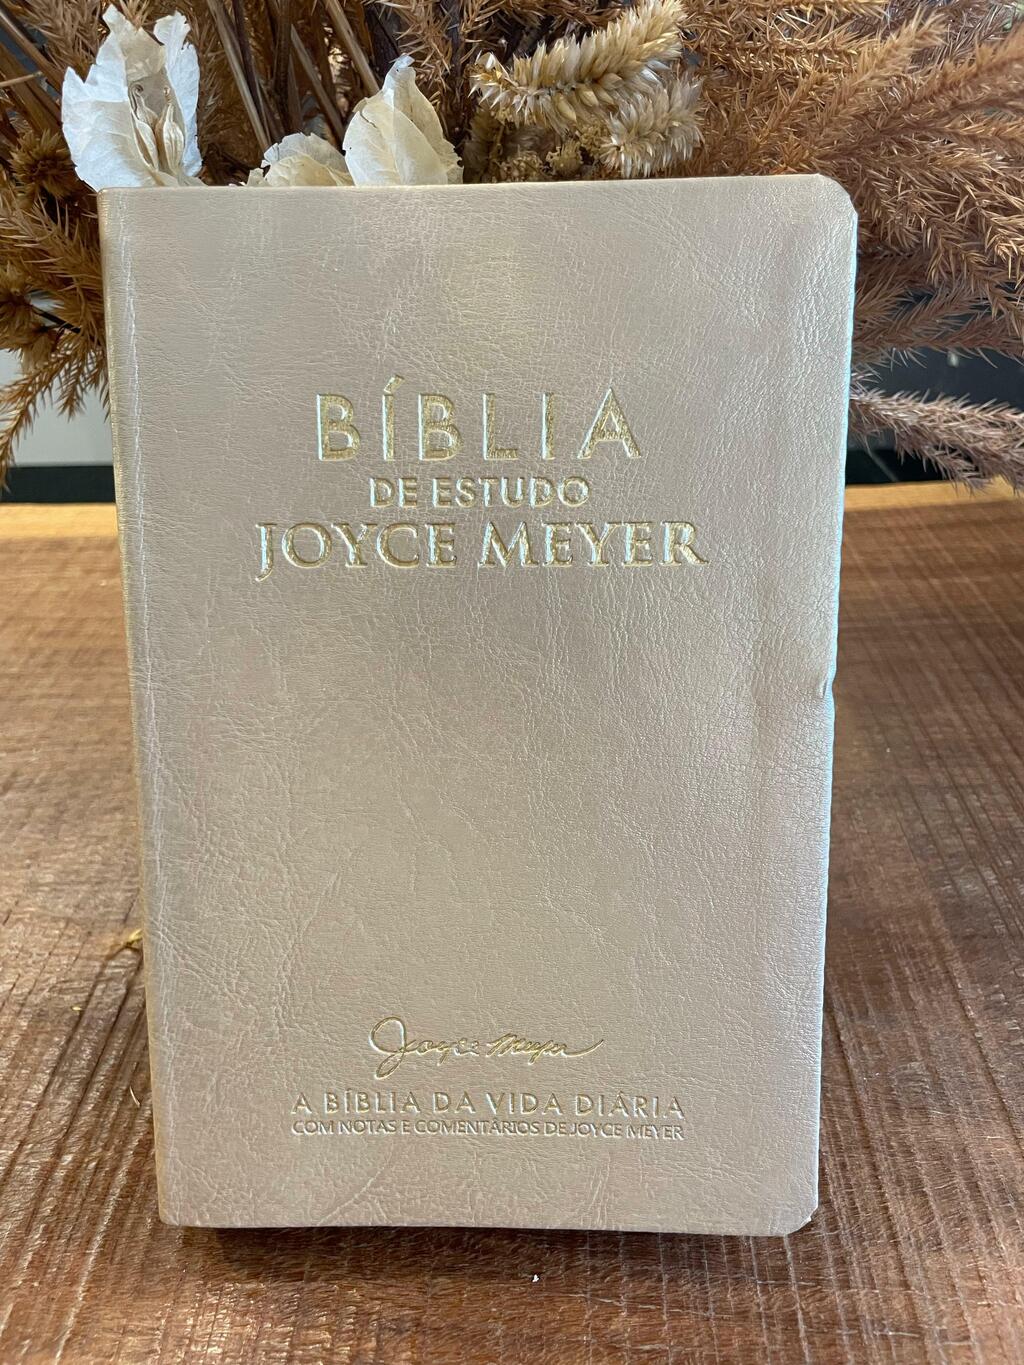 BÍBLIA
DE ESTUDO
JOYCE MEYER
Joyce Meyer
A BÍBLIA DA VIDA DIÁRIA
COM NOTAS E COMENTÁRIOS DE JOYCE MEYER